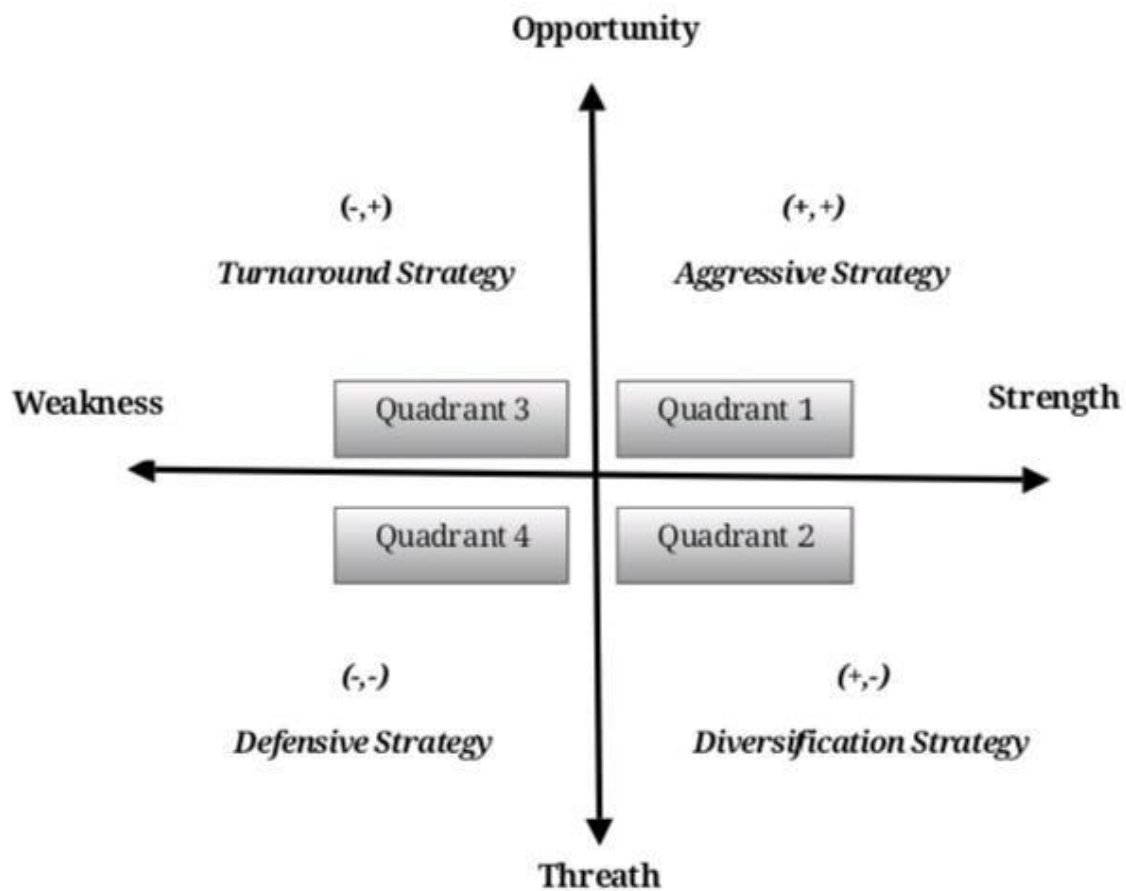 Opportunity
(-,+)
(+,+)
Turnaround Strategy
Aggressive Strategy
Weakness
Quadrant 3
Quadrant 1
Strength
Quadrant 4
Quadrant 2
(-,-)
(+,-)
Defensive Strategy
Diversification Strategy
Threath